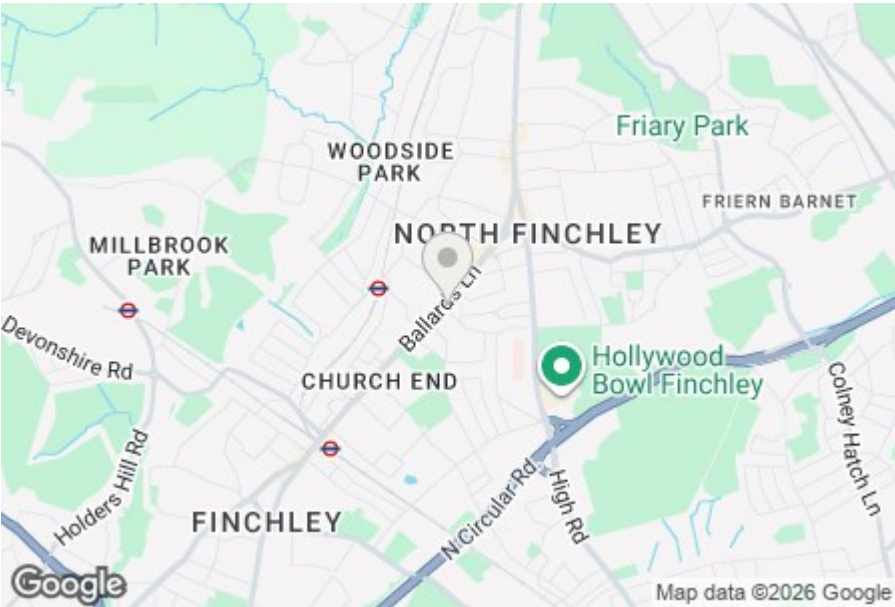 Friary Park
WOODSIDE
PARK
FRIERN BARNET
NORTH FINCHLEY
MILLBROOK
PARK
Ballards Ln
Devonshire Rd
Hollywood
Bowl Finchley
CHURCH END
Colney Hatch Ln
Holders Hill Rd
N Circular Rd
High Rd
FINCHLEY
Google
Map data ©2026 Google